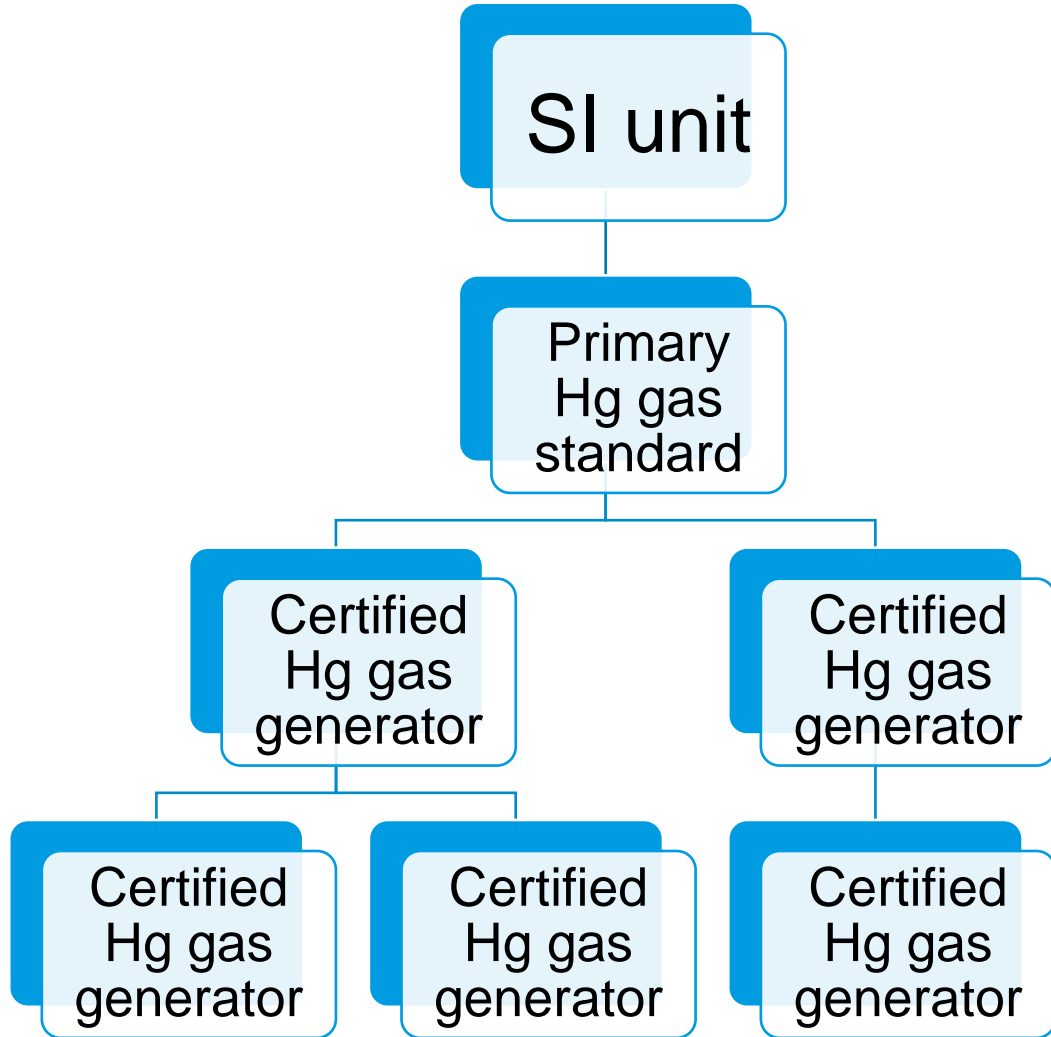 SI unit
Primary
Hg gas
standard
Certified
Hg gas
generator
Certified
Hg gas
generator
Certified
Hg gas
generator
Certified
Hg gas
generator
Certified
Hg gas
generator